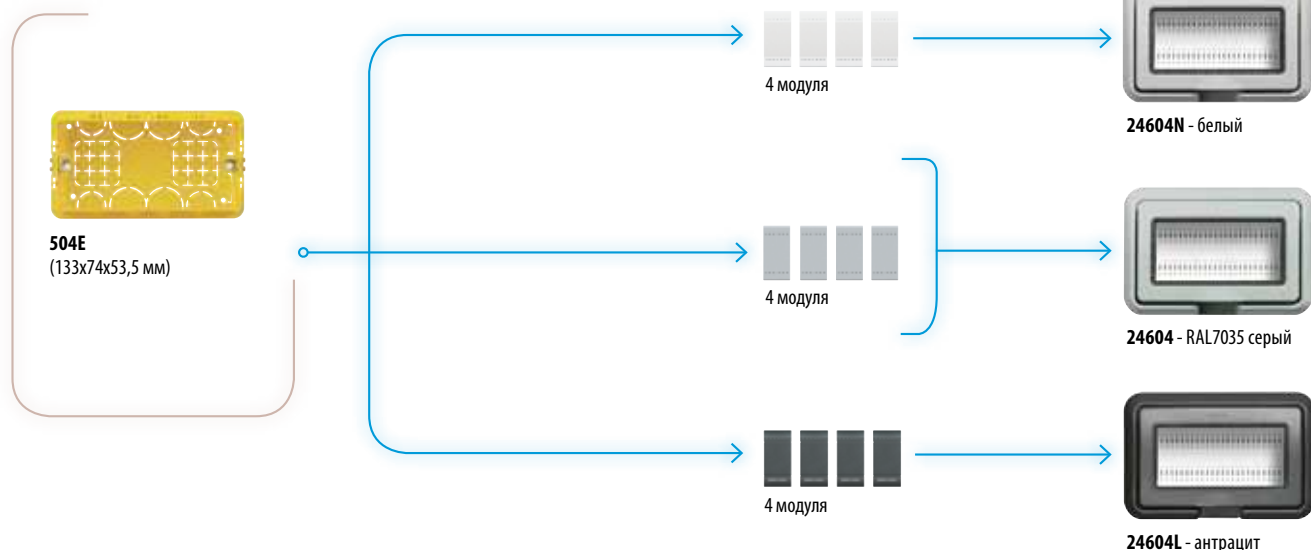 504E
(133x74x53,5 мм)
4 модуля
24604N - белый
4 модуля
24604 - RAL7035 серый
4 модуля
24604L - антрацит